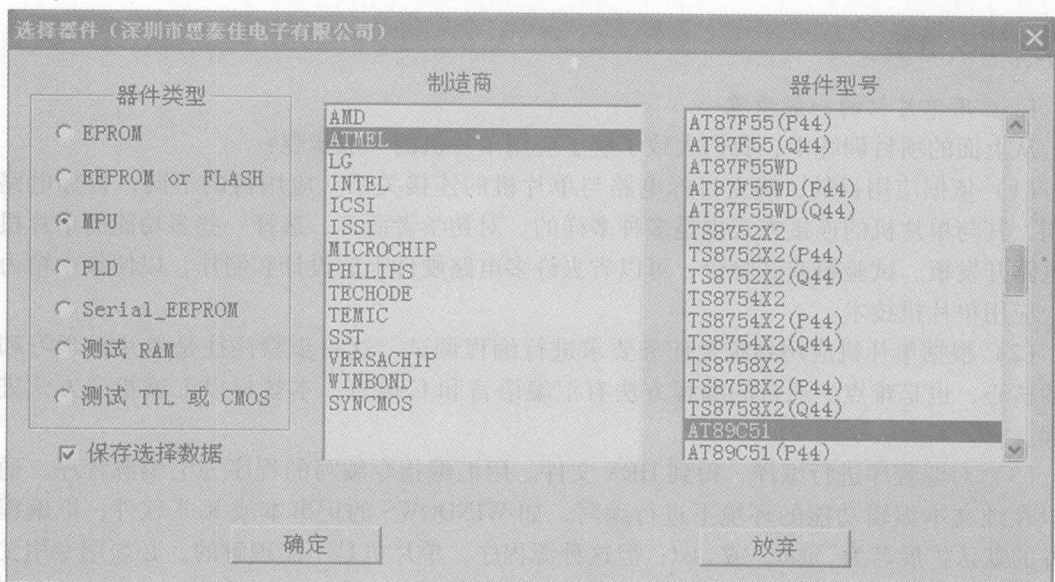 选择器件（深圳市思泰佳电子有限公司）
器件类型
EPROM
EEPROM or FLASH
MPU
PLD
Serial_EEPROM
测试 RAM
测试 TTL 或 CMOS
保存选择数据
制造商
AMD
ATMEL
LG
INTEL
ICSI
ISSI
MICROCHIP
PHILIPS
TECHODE
TEMIC
SST
VERSACHIP
WINBOND
SYNCMOS
器件型号
AT87F55(P44)
AT87F55(Q44)
AT87F55WD
AT87F55WD(P44)
AT87F55WD(Q44)
TS8752X2
TS8752X2(P44)
TS8752X2(Q44)
TS8754X2
TS8754X2(P44)
TS8754X2(Q44)
TS8758X2
TS8758X2(P44)
TS8758X2(Q44)
AT89C51
AT89C51(P44)
确定
放弃